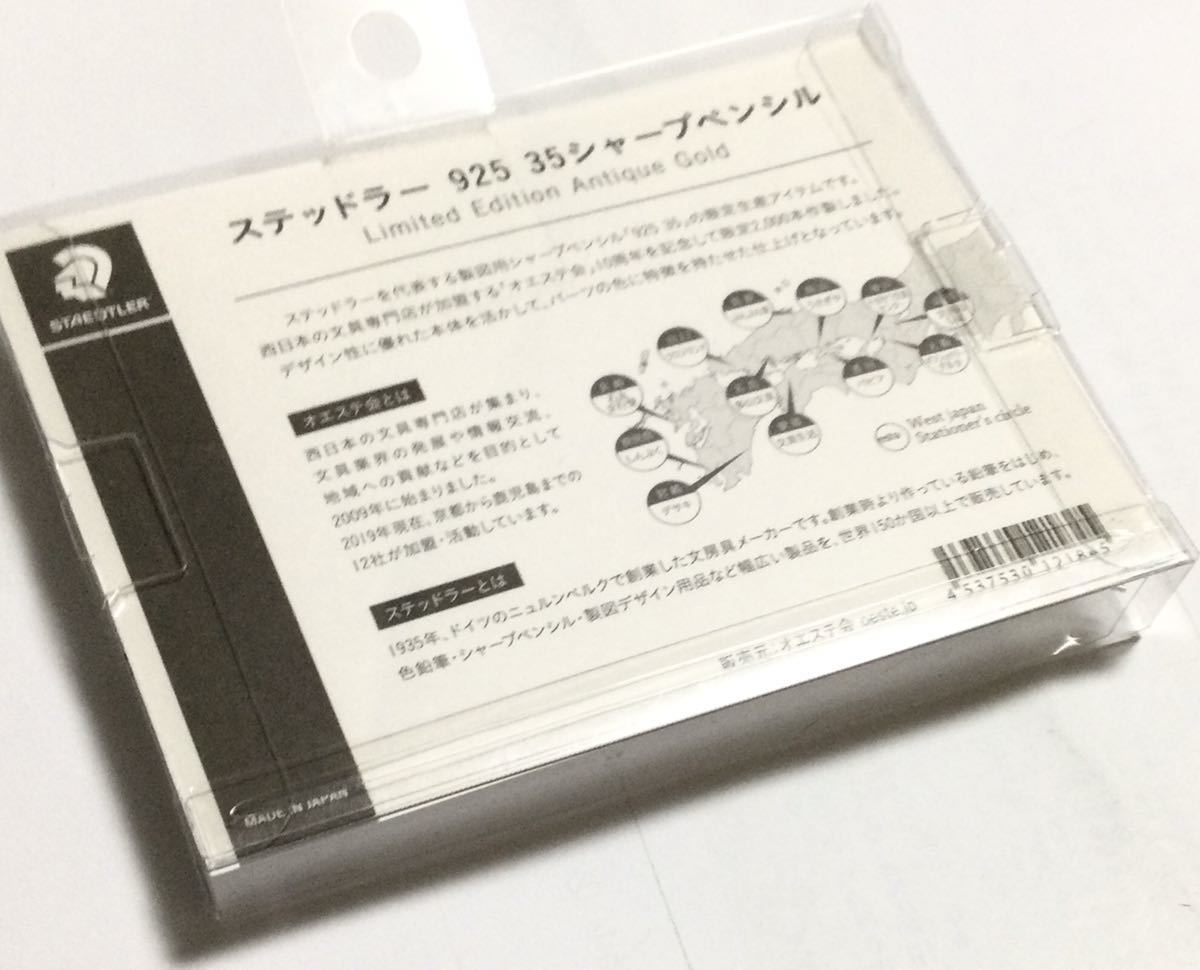 ステッドラー 925 35シャープペンシル
Limited Edition Antique Gold
ステッドラーを代表する製図用シャープペンシル「925 35」の限定生産アイテムです。
西日本の文具専門店が加盟する「オエステ会」10周年を記念して限定2,000本作製しました。
デザイン性に優れた本体を活かして、パーツの色に特徴を持たせた仕上げとなっています。
STAEDTLER
オエステ会とは
西日本の文具専門店が集まり、
文具業界の発展や情報交流、
地域への貢献などを目的として
2009年に始まりました。
2019年現在、京都から鹿児島までの
12社が加盟・活動しています。
しんぷく
文具生活
West japan
Stationer's circle
ステッドラーとは
1935年、ドイツのニュルンベルクで創業した文房具メーカーです。創業時より作っている鉛筆をはじめ、
色鉛筆・シャープペンシル・製図デザイン用品など幅広い製品を、世界150か国以上で販売しています。
4 537530 121845
販売元:オエステ会 oeste.jp
MADE IN JAPAN